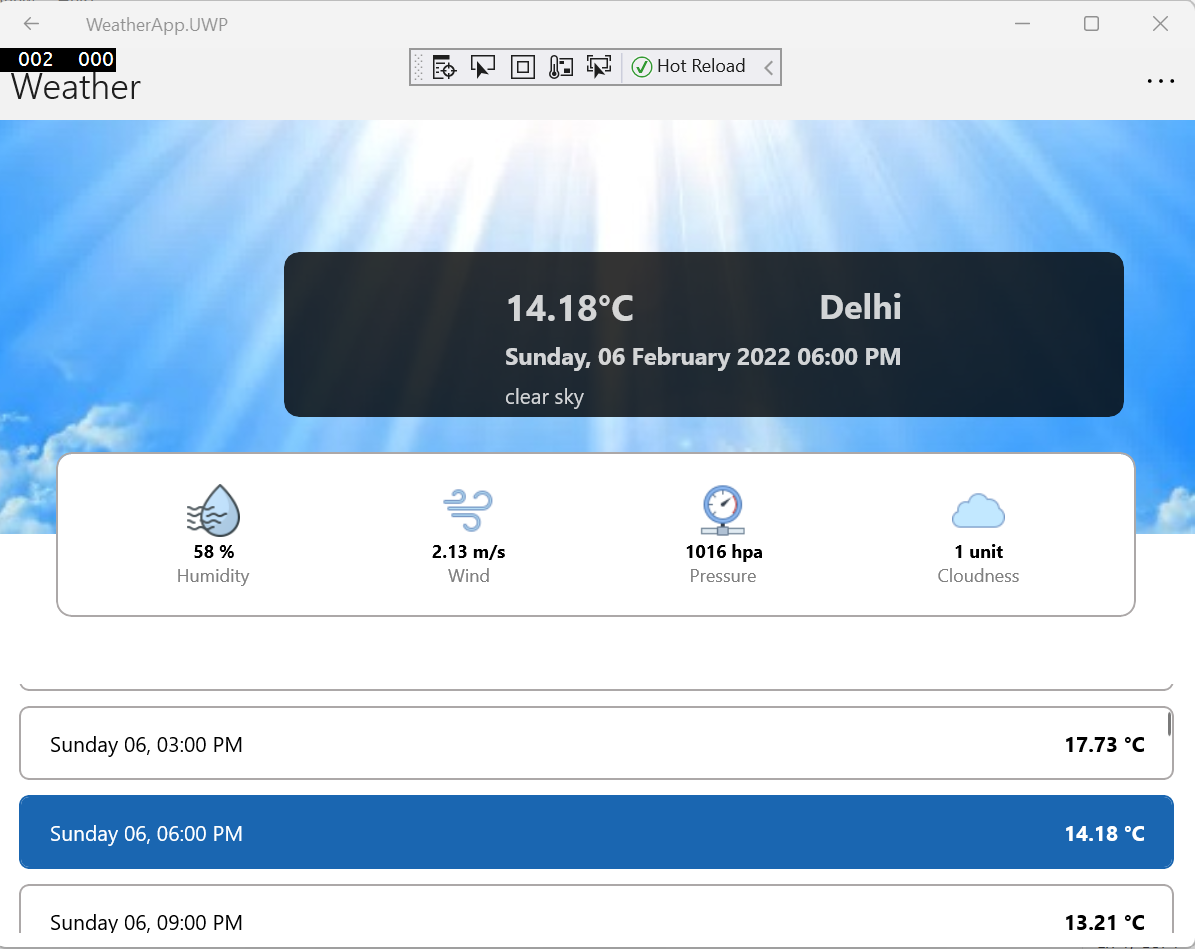 WeatherApp.UWP
002 000
Hot Reload
Weather
14.18°C Delhi
Sunday, 06 February 2022 06:00 PM
clear sky
58 % 2.13 m/s 1016 hpa 1 unit
Humidity Wind Pressure Cloudness
Sunday 06, 03:00 PM 17.73 °C
Sunday 06, 06:00 PM 14.18 °C
Sunday 06, 09:00 PM 13.21 °C